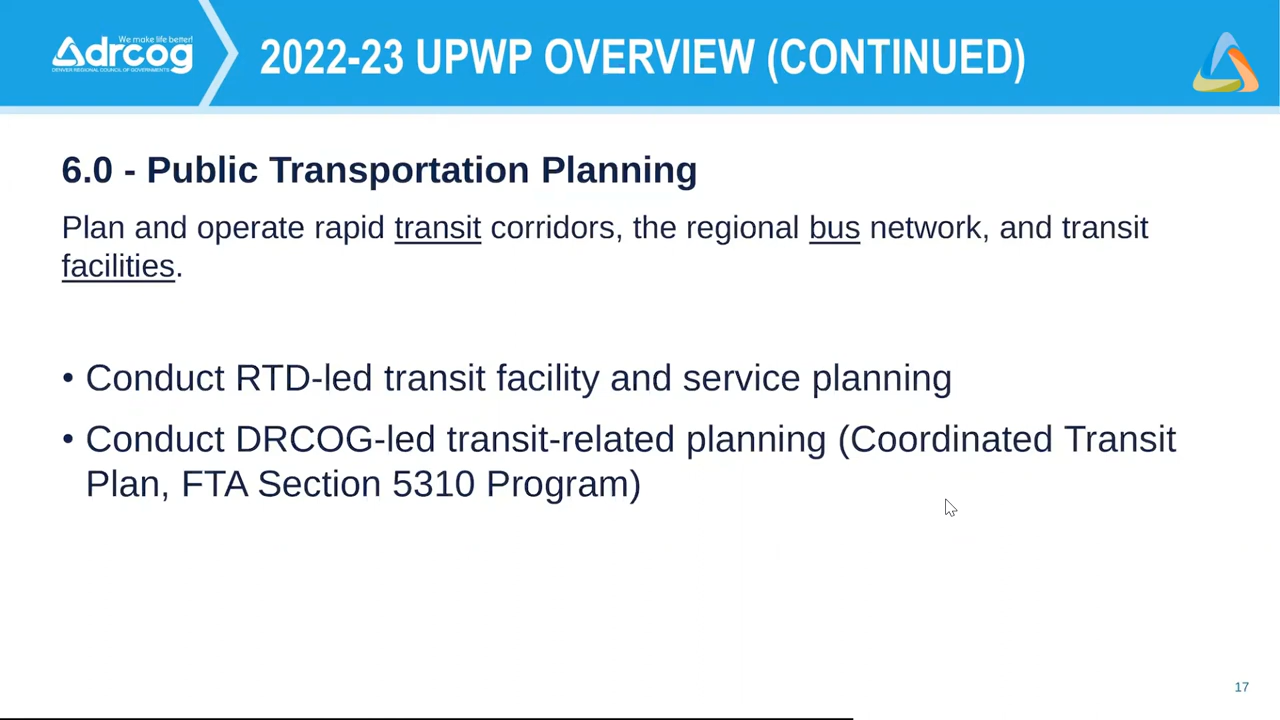 We make life better!
drcog
DENVER REGIONAL COUNCIL OF GOVERNMENTS
2022-23 UPWP OVERVIEW (CONTINUED)
6.0 - Public Transportation Planning
Plan and operate rapid transit corridors, the regional bus network, and transit
facilities.
• Conduct RTD-led transit facility and service planning
• Conduct DRCOG-led transit-related planning (Coordinated Transit
Plan, FTA Section 5310 Program)
17